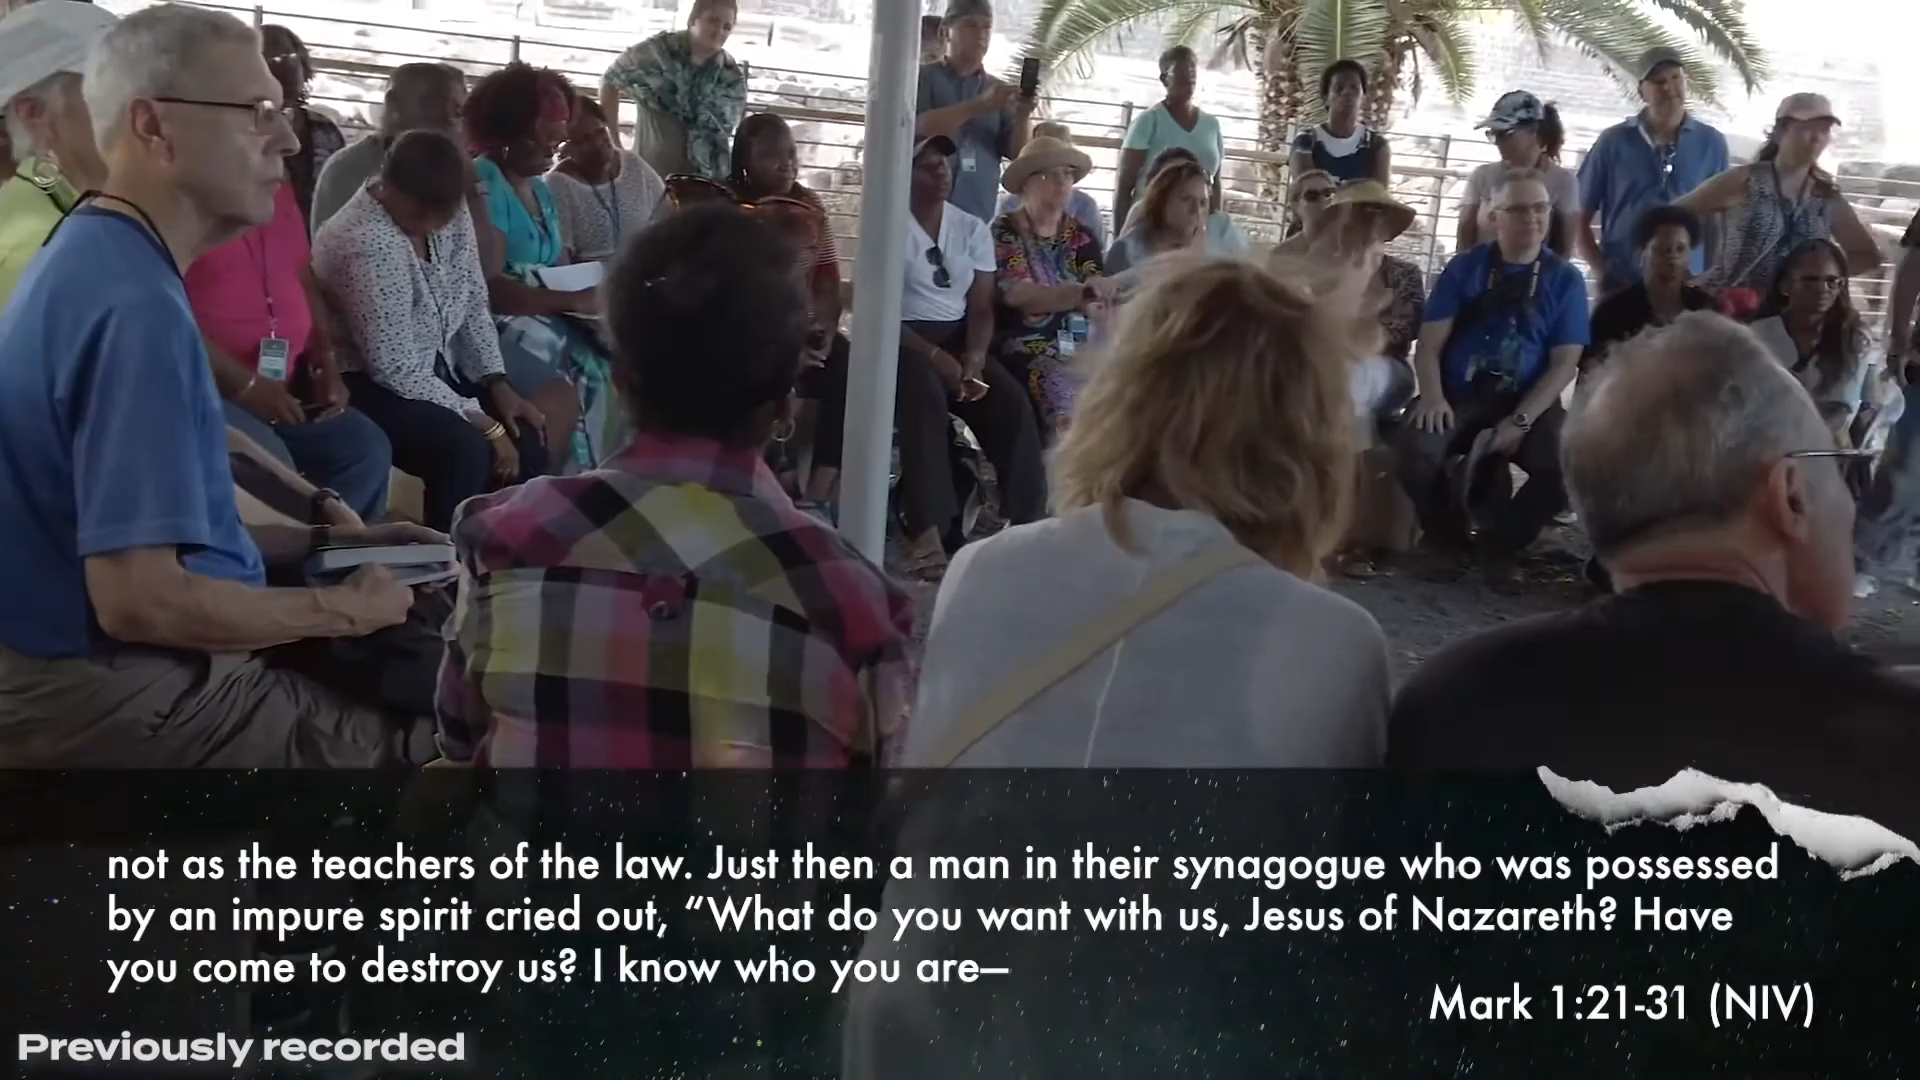 not as the teachers of the law. Just then a man in their synagogue who was possessed
by an impure spirit cried out, “What do you want with us, Jesus of Nazareth? Have
you come to destroy us? I know who you are—
Mark 1:21-31 (NIV)
Previously recorded